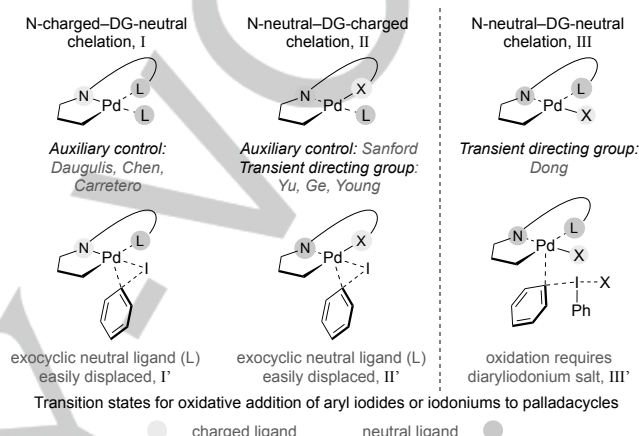 N-charged–DG-neutral
chelation, I
N-neutral–DG-charged
chelation, II
N-neutral–DG-neutral
chelation, III
N
L
Pd
L
N
X
Pd
L
N
L
Pd
X
Auxiliary control:
Daugulis, Chen,
Carretero
Auxiliary control: Sanford
Transient directing group:
Yu, Ge, Young
Transient directing group:
Dong
N
L
Pd
I
N
X
Pd
I
N
L
Pd
X
I
X
Ph
exocyclic neutral ligand (L)
easily displaced, I’
exocyclic neutral ligand (L)
easily displaced, II’
oxidation requires
diaryliodonium salt, III’
Transition states for oxidative addition of aryl iodides or iodoniums to palladacycles
charged ligand
neutral ligand